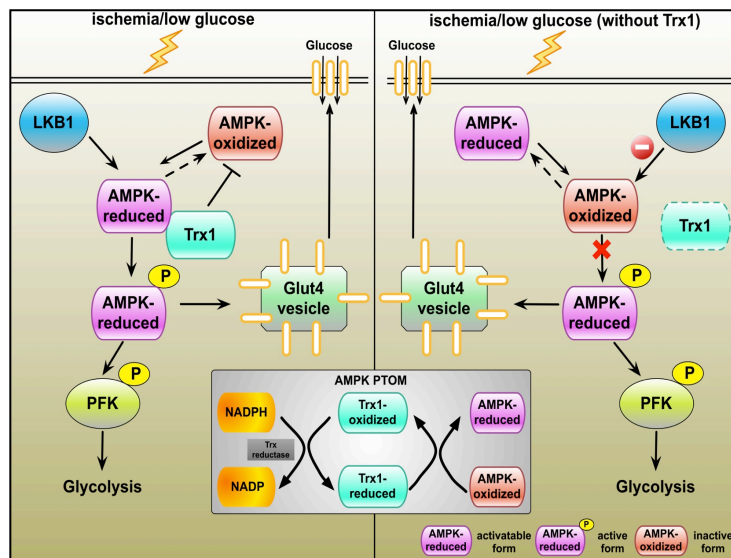 ischemia/low glucose
Glucose
LKB1
AMPK-
oxidized
AMPK-
reduced
Trx1
P
AMPK-
reduced
Glut4
vesicle
P
PFK
Glycolysis
ischemia/low glucose (without Trx1)
Glucose
AMPK-
reduced
LKB1
AMPK-
oxidized
Trx1
P
AMPK-
reduced
Glut4
vesicle
P
PFK
Glycolysis
AMPK PTOM
NADPH
Trx1-
oxidized
AMPK-
reduced
Trx
reductase
NADP
Trx1-
reduced
AMPK-
oxidized
AMPK-
reduced
activatable
form
P
AMPK-
reduced
active
form
AMPK-
oxidized
inactive
form